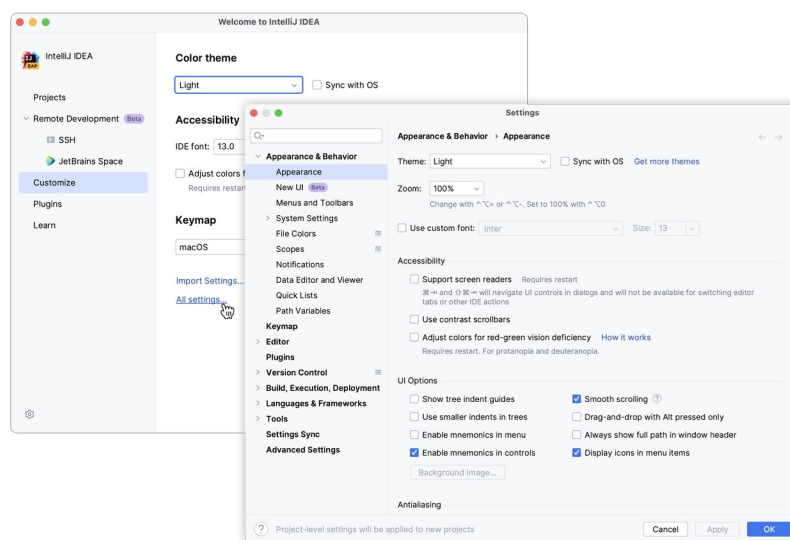 Welcome to IntelliJ IDEA
IntelliJ IDEA
Projects
Remote Development Beta
SSH
JetBrains Space
Customize
Plugins
Learn
Color theme
Light
Sync with OS
Accessibility
IDE font: 13.0
Adjust colors f
Requires restar
Keymap
macOS
Import Settings...
All settings...
Settings
Appearance & Behavior
Appearance
New UI Beta
Menus and Toolbars
System Settings
File Colors
Scopes
Notifications
Data Editor and Viewer
Quick Lists
Path Variables
Keymap
Editor
Plugins
Version Control
Build, Execution, Deployment
Languages & Frameworks
Tools
Settings Sync
Advanced Settings
Appearance & Behavior › Appearance
Theme: Light Sync with OS Get more themes
Zoom: 100%
Change with ^⌥= or ^⌥-. Set to 100% with ^⌥0
Use custom font: Inter Size: 13
Accessibility
Support screen readers Requires restart
⌘⇥ and ⇧⌘⇥ will navigate UI controls in dialogs and will not be available for switching editor
tabs or other IDE actions
Use contrast scrollbars
Adjust colors for red-green vision deficiency How it works
Requires restart. For protanopia and deuteranopia.
UI Options
Show tree indent guides Smooth scrolling ?
Use smaller indents in trees Drag-and-drop with Alt pressed only
Enable mnemonics in menu Always show full path in window header
Enable mnemonics in controls Display icons in menu items
Background Image...
Antialiasing
? Project-level settings will be applied to new projects
Cancel Apply OK